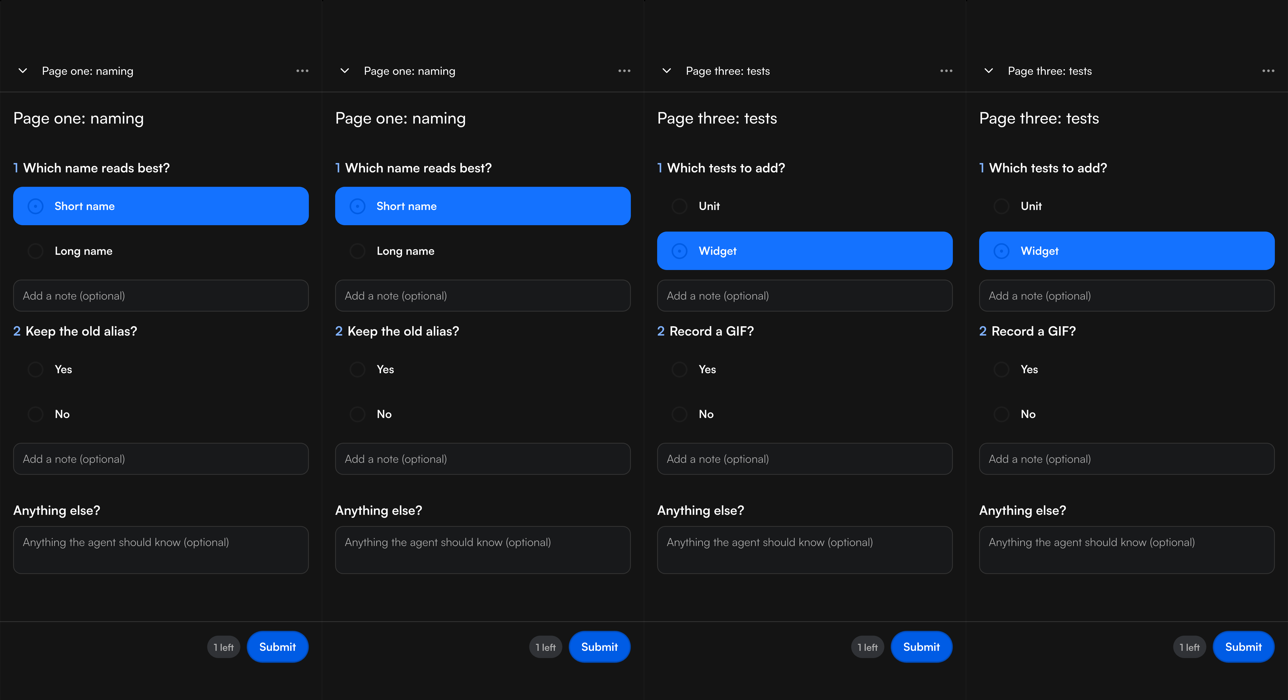 Page one: naming
Page one: naming
1 Which name reads best?
Short name
Long name
Add a note (optional)
2 Keep the old alias?
Yes
No
Add a note (optional)
Anything else?
Anything the agent should know (optional)
1 left
Submit
Page one: naming
Page one: naming
1 Which name reads best?
Short name
Long name
Add a note (optional)
2 Keep the old alias?
Yes
No
Add a note (optional)
Anything else?
Anything the agent should know (optional)
1 left
Submit
Page three: tests
Page three: tests
1 Which tests to add?
Unit
Widget
Add a note (optional)
2 Record a GIF?
Yes
No
Add a note (optional)
Anything else?
Anything the agent should know (optional)
1 left
Submit
Page three: tests
Page three: tests
1 Which tests to add?
Unit
Widget
Add a note (optional)
2 Record a GIF?
Yes
No
Add a note (optional)
Anything else?
Anything the agent should know (optional)
1 left
Submit